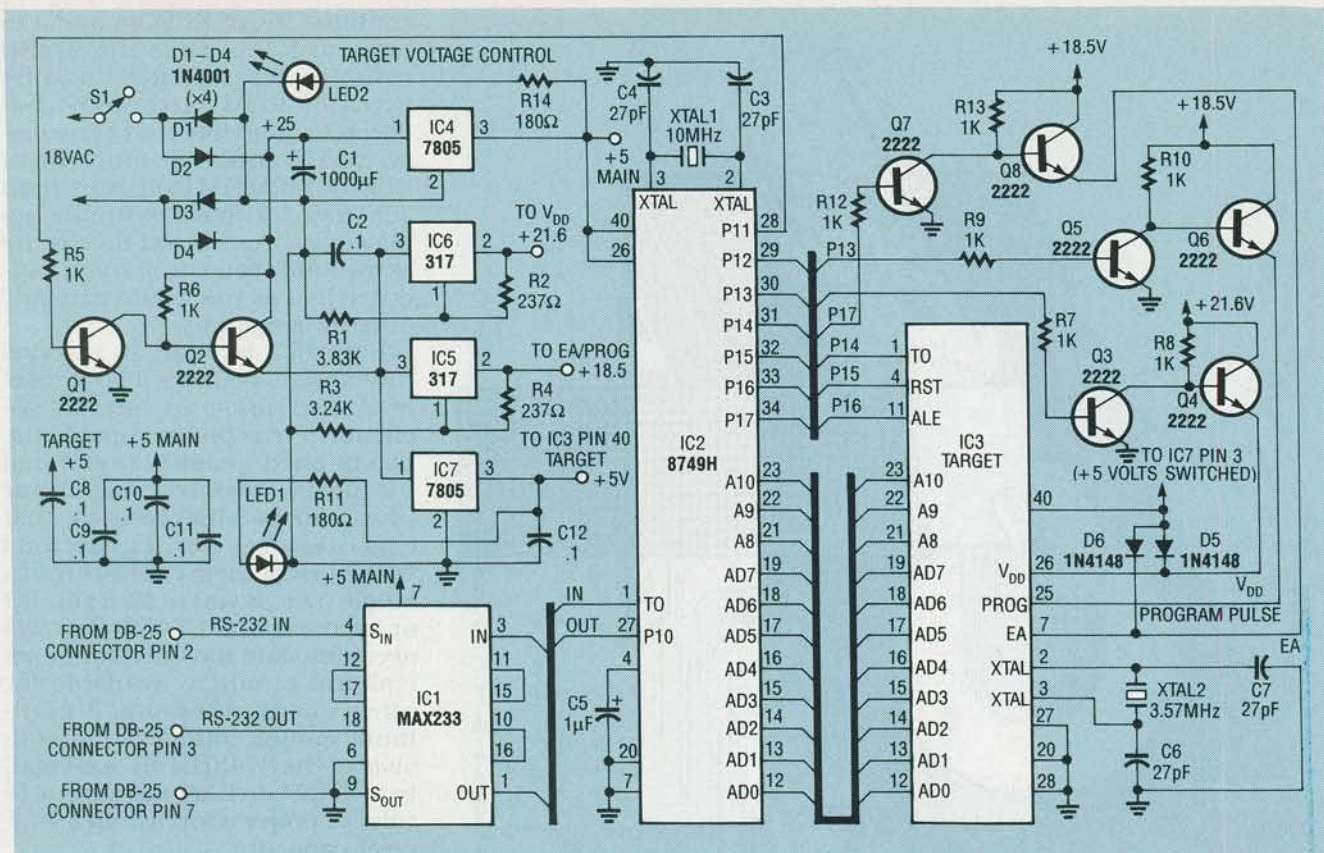 D1–D4
1N4001
(×4)
TARGET VOLTAGE CONTROL
LED2
S1
D1
D2
D3
D4
18VAC
+25
C1
1000μF
R14
180Ω
1
IC4
7805
3
2
+5
MAIN
C4
27pF
C3
27pF
XTAL1
10MHz
C2
.1
3
IC6
317
2
1
TO VDD
+21.6
R2
237Ω
R1
3.83K
R5
1K
R6
1K
Q1
2222
Q2
2222
3
IC5
317
2
1
TO EA/PROG
+18.5
R3
3.24K
R4
237Ω
TO IC3 PIN 40
TARGET
+5V
1
IC7
7805
3
2
R11
180Ω
LED1
C12
.1
TARGET
+5
+5 MAIN
C8
.1
C10
.1
C9
.1
C11
.1
+5 MAIN
7
FROM DB-25
CONNECTOR PIN 2
RS-232 IN
4
SIN
IN
3
12
17
11
15
FROM DB-25
CONNECTOR PIN 3
RS-232 OUT
18
6
10
16
FROM DB-25
CONNECTOR PIN 7
9
SOUT
OUT
1
IC1
MAX233
IN
OUT
1
TO
27
P10
4
C5
1μF
20
7
3
2
XTAL
XTAL
40
26
P11
28
P12
29
P13
30
P14
31
P15
32
P16
33
P17
34
IC2
8749H
A10
23
A9
22
A8
21
AD7
19
AD6
18
AD5
17
AD4
16
AD3
15
AD2
14
AD1
13
AD0
12
P13
P17
P14
P15
P16
R12
1K
Q7
2222
R13
1K
+18.5V
Q8
2222
R9
1K
+18.5V
R10
1K
Q5
2222
Q6
2222
R7
1K
+21.6V
R8
1K
Q3
2222
Q4
2222
TO IC7 PIN 3
(+5 VOLTS SWITCHED)
D6
1N4148
D5
1N4148
VDD
PROGRAM PULSE
EA
1
TO
4
RST
11
ALE
IC3
TARGET
23
A10
22
A9
21
A8
19
AD7
18
AD6
17
AD5
16
AD4
15
AD3
14
AD2
13
AD1
12
AD0
40
VDD
26
PROG
25
EA
7
XTAL
2
XTAL
3
27
20
28
XTAL2
3.57MHz
C7
27pF
C6
27pF